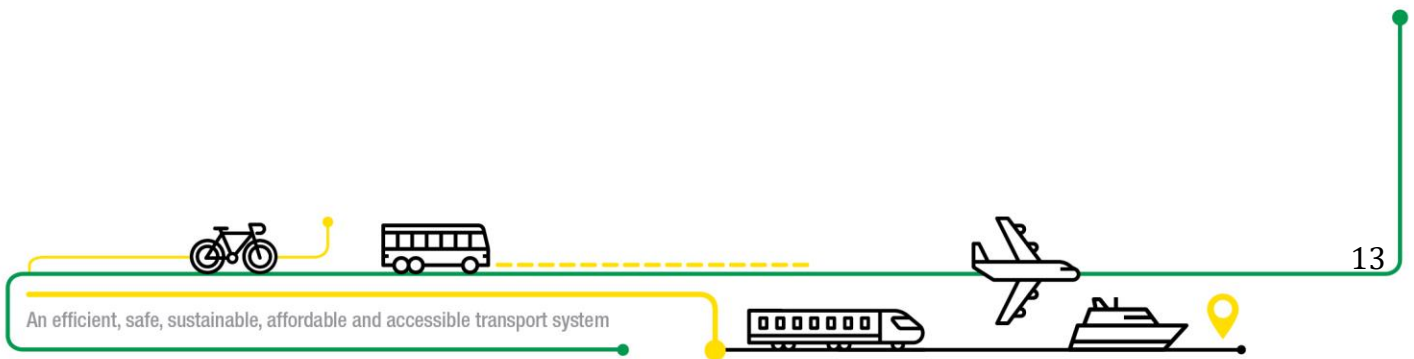 13
An efficient, safe, sustainable, affordable and accessible transport system